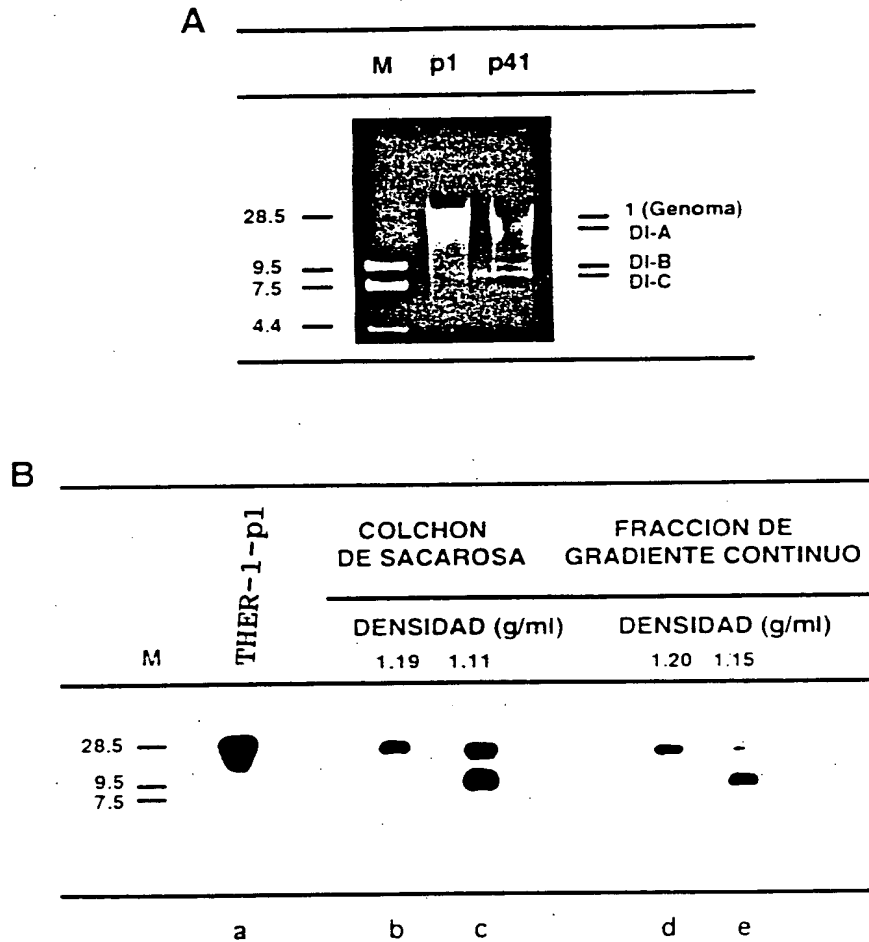 A
M p1 p41
28.5
9.5
7.5
4.4
1 (Genoma)
DI-A
DI-B
DI-C
B
M
THER-1-p1
COLCHON
DE SACAROSA
FRACCION DE
GRADIENTE CONTINUO
DENSIDAD (g/ml)
DENSIDAD (g/ml)
1.19 1.11
1.20 1.15
28.5
9.5
7.5
a b c d e